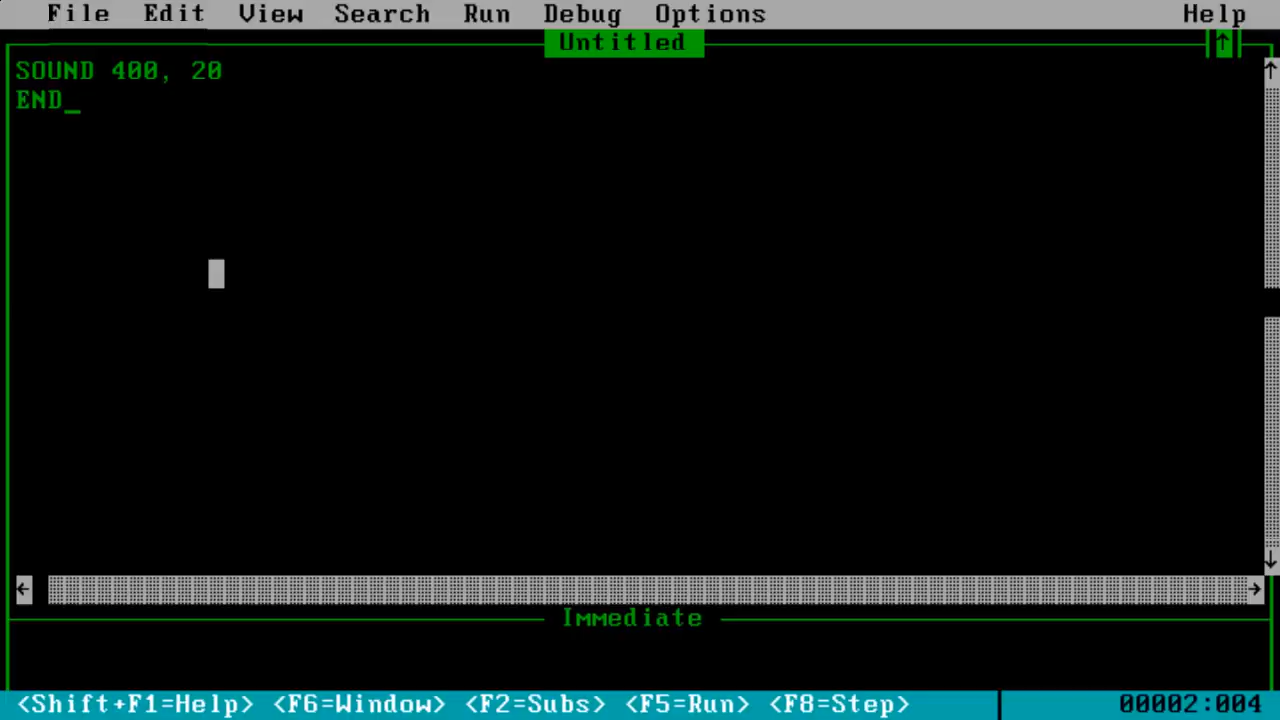 File Edit View Search Run Debug Options Help
Untitled
SOUND 400, 20
END_
Immediate
<Shift+F1=Help> <F6=Window> <F2=Subs> <F5=Run> <F8=Step> 00002:004